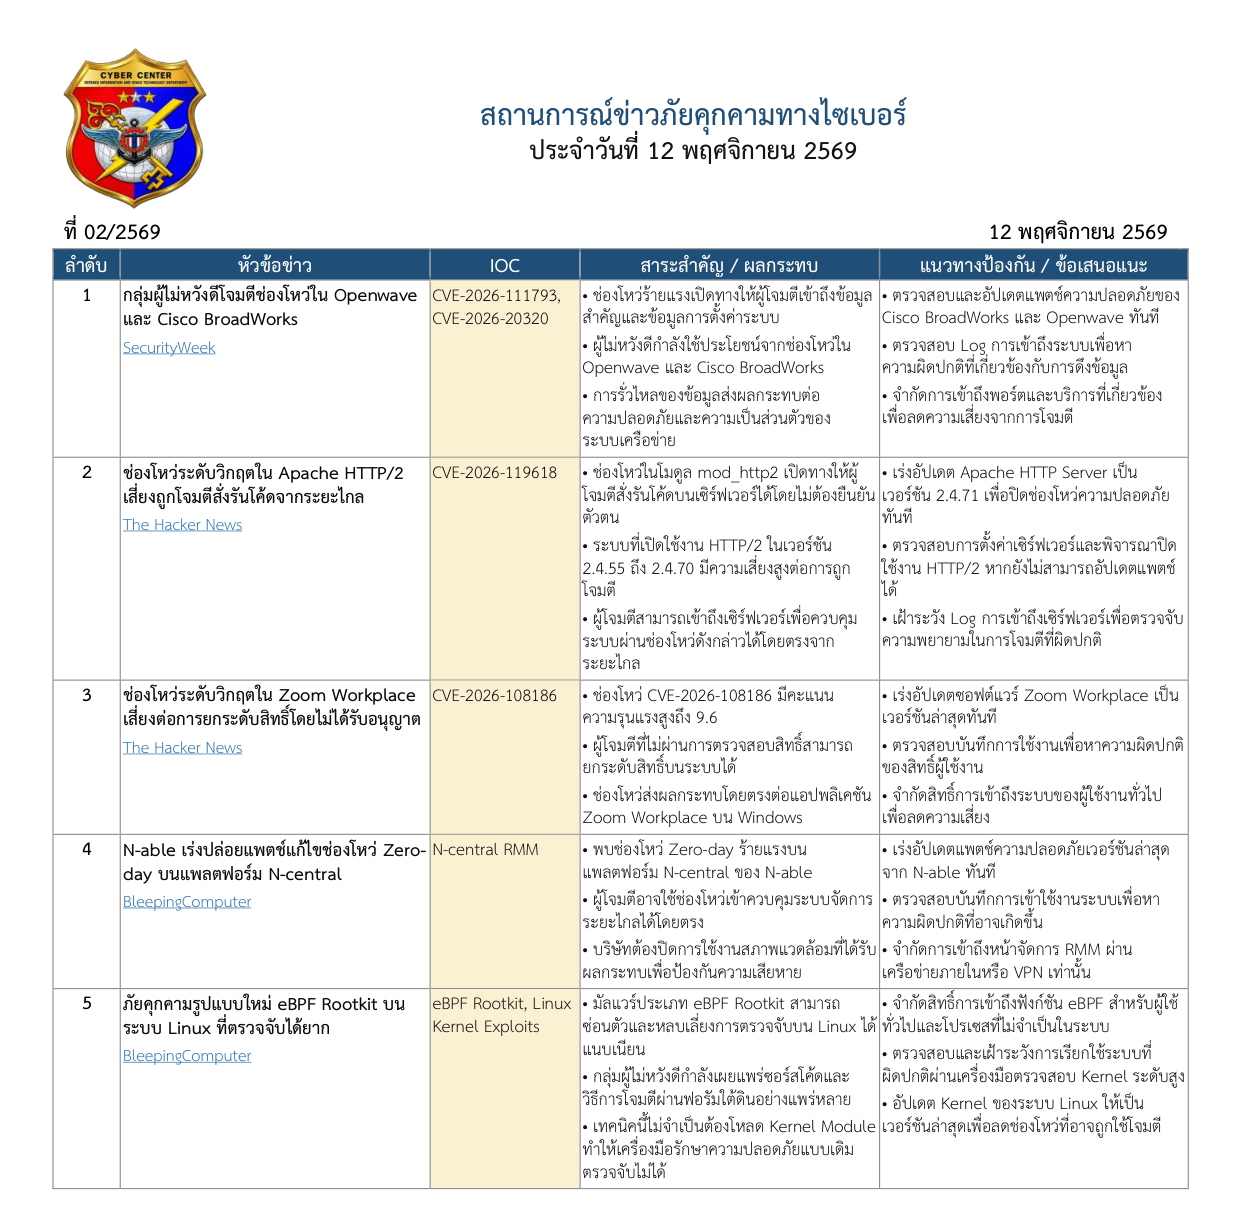 CYBER CENTER
DEFENCE INFORMATION AND SPACE TECHNOLOGY DEPARTMENT
สถานการณ์ข่าวภัยคุกคามทางไซเบอร์
ประจำวันที่ 12 พฤศจิกายน 2569
ที่ 02/2569
12 พฤศจิกายน 2569
ลำดับ
หัวข้อข่าว
IOC
สาระสำคัญ / ผลกระทบ
แนวทางป้องกัน / ข้อเสนอแนะ
1
กลุ่มผู้ไม่หวังดีโจมตีช่องโหว่ใน Openwave
และ Cisco BroadWorks
SecurityWeek
CVE-2026-111793,
CVE-2026-20320
• ช่องโหว่ร้ายแรงเปิดทางให้ผู้โจมตีเข้าถึงข้อมูล
สำคัญและข้อมูลการตั้งค่าระบบ
• ผู้ไม่หวังดีกำลังใช้ประโยชน์จากช่องโหว่ใน
Openwave และ Cisco BroadWorks
• การรั่วไหลของข้อมูลส่งผลกระทบต่อ
ความปลอดภัยและความเป็นส่วนตัวของ
ระบบเครือข่าย
• ตรวจสอบและอัปเดตแพตช์ความปลอดภัยของ
Cisco BroadWorks และ Openwave ทันที
• ตรวจสอบ Log การเข้าถึงระบบเพื่อหา
ความผิดปกติที่เกี่ยวข้องกับการดึงข้อมูล
• จำกัดการเข้าถึงพอร์ตและบริการที่เกี่ยวข้อง
เพื่อลดความเสี่ยงจากการโจมตี
2
ช่องโหว่ระดับวิกฤตใน Apache HTTP/2
เสี่ยงถูกโจมตีสั่งรันโค้ดจากระยะไกล
The Hacker News
CVE-2026-119618
• ช่องโหว่ในโมดูล mod_http2 เปิดทางให้ผู้
โจมตีสั่งรันโค้ดบนเซิร์ฟเวอร์ได้โดยไม่ต้องยืนยัน
ตัวตน
• ระบบที่เปิดใช้งาน HTTP/2 ในเวอร์ชัน
2.4.55 ถึง 2.4.70 มีความเสี่ยงสูงต่อการถูก
โจมตี
• ผู้โจมตีสามารถเข้าถึงเซิร์ฟเวอร์เพื่อควบคุม
ระบบผ่านช่องโหว่ดังกล่าวได้โดยตรงจาก
ระยะไกล
• เร่งอัปเดต Apache HTTP Server เป็น
เวอร์ชัน 2.4.71 เพื่อปิดช่องโหว่ความปลอดภัย
ทันที
• ตรวจสอบการตั้งค่าเซิร์ฟเวอร์และพิจารณาปิด
ใช้งาน HTTP/2 หากยังไม่สามารถอัปเดตแพตช์
ได้
• เฝ้าระวัง Log การเข้าถึงเซิร์ฟเวอร์เพื่อตรวจจับ
ความพยายามในการโจมตีที่ผิดปกติ
3
ช่องโหว่ระดับวิกฤตใน Zoom Workplace
เสี่ยงต่อการยกระดับสิทธิ์โดยไม่ได้รับอนุญาต
The Hacker News
CVE-2026-108186
• ช่องโหว่ CVE-2026-108186 มีคะแนน
ความรุนแรงสูงถึง 9.6
• ผู้โจมตีที่ไม่ผ่านการตรวจสอบสิทธิ์สามารถ
ยกระดับสิทธิ์บนระบบได้
• ช่องโหว่ส่งผลกระทบโดยตรงต่อแอปพลิเคชัน
Zoom Workplace บน Windows
• เร่งอัปเดตซอฟต์แวร์ Zoom Workplace เป็น
เวอร์ชันล่าสุดทันที
• ตรวจสอบบันทึกการใช้งานเพื่อหาความผิดปกติ
ของสิทธิ์ผู้ใช้งาน
• จำกัดสิทธิ์การเข้าถึงระบบของผู้ใช้งานทั่วไป
เพื่อลดความเสี่ยง
4
N-able เร่งปล่อยแพตช์แก้ไขช่องโหว่ Zero-
day บนแพลตฟอร์ม N-central
BleepingComputer
N-central RMM
• พบช่องโหว่ Zero-day ร้ายแรงบน
แพลตฟอร์ม N-central ของ N-able
• ผู้โจมตีอาจใช้ช่องโหว่เข้าควบคุมระบบจัดการ
ระยะไกลได้โดยตรง
• บริษัทต้องปิดการใช้งานสภาพแวดล้อมที่ได้รับ
ผลกระทบเพื่อป้องกันความเสียหาย
• เร่งอัปเดตแพตช์ความปลอดภัยเวอร์ชันล่าสุด
จาก N-able ทันที
• ตรวจสอบบันทึกการเข้าใช้งานระบบเพื่อหา
ความผิดปกติที่อาจเกิดขึ้น
• จำกัดการเข้าถึงหน้าจัดการ RMM ผ่าน
เครือข่ายภายในหรือ VPN เท่านั้น
5
ภัยคุกคามรูปแบบใหม่ eBPF Rootkit บน
ระบบ Linux ที่ตรวจจับได้ยาก
BleepingComputer
eBPF Rootkit, Linux
Kernel Exploits
• มัลแวร์ประเภท eBPF Rootkit สามารถ
ซ่อนตัวและหลบเลี่ยงการตรวจจับบน Linux ได้
แนบเนียน
• กลุ่มผู้ไม่หวังดีกำลังเผยแพร่ซอร์สโค้ดและ
วิธีการโจมตีผ่านฟอรัมใต้ดินอย่างแพร่หลาย
• เทคนิคนี้ไม่จำเป็นต้องโหลด Kernel Module
ทำให้เครื่องมือรักษาความปลอดภัยแบบเดิม
ตรวจจับไม่ได้
• จำกัดสิทธิ์การเข้าถึงฟังก์ชัน eBPF สำหรับผู้ใช้
ทั่วไปและโปรเซสที่ไม่จำเป็นในระบบ
• ตรวจสอบและเฝ้าระวังการเรียกใช้ระบบที่
ผิดปกติผ่านเครื่องมือตรวจสอบ Kernel ระดับสูง
• อัปเดต Kernel ของระบบ Linux ให้เป็น
เวอร์ชันล่าสุดเพื่อลดช่องโหว่ที่อาจถูกใช้โจมตี